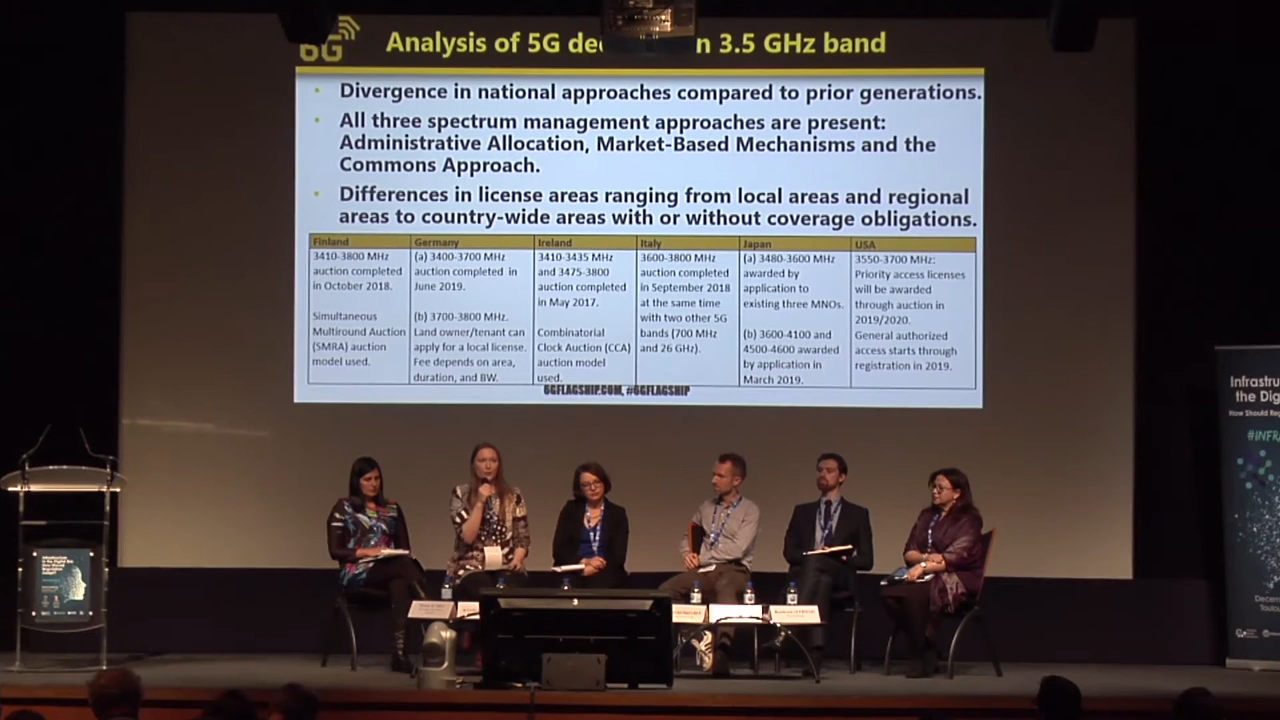 6G
Analysis of 5G n 3.5 GHz band
• Divergence in national approaches compared to prior generations.
• All three spectrum management approaches are present:
Administrative Allocation, Market-Based Mechanisms and the
Commons Approach.
• Differences in license areas ranging from local areas and regional
areas to country-wide areas with or without coverage obligations.
Finland
3410-3800 MHz
auction completed
in October 2018.
Simultaneous
Multiround Auction
(SMRA) auction
model used.
Germany
(a) 3400-3700 MHz
auction completed in
June 2019.
(b) 3700-3800 MHz.
Land owner/tenant can
apply for a local license.
Fee depends on area,
duration, and BW.
Ireland
3410-3435 MHz
and 3475-3800
auction completed
in May 2017.
Combinatorial
Clock Auction (CCA)
auction model
used.
Italy
3600-3800 MHz
auction completed
in September 2018
at the same time
with two other 5G
bands (700 MHz
and 26 GHz).
Japan
(a) 3480-3600 MHz
awarded by
application to
existing three MNOs.
(b) 3600-4100 and
4500-4600 awarded
by application in
March 2019.
USA
3550-3700 MHz:
Priority access licenses
will be awarded
through auction in
2019/2020.
General authorized
access starts through
registration in 2019.
6GFLAGSHIP.COM, #6GFLAGSHIP
Infrastru
the Dig
How Should Reg
#INFRA
Decem
Toulou
3